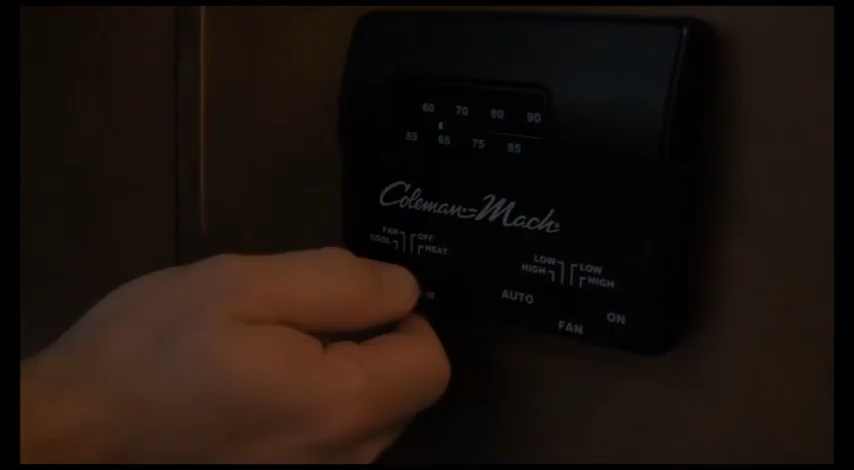 60 70 80 90
55 65 75 85
Coleman-Mach
FAN OFF
COOL HEAT
LOW LOW
HIGH HIGH
AUTO ON
FAN